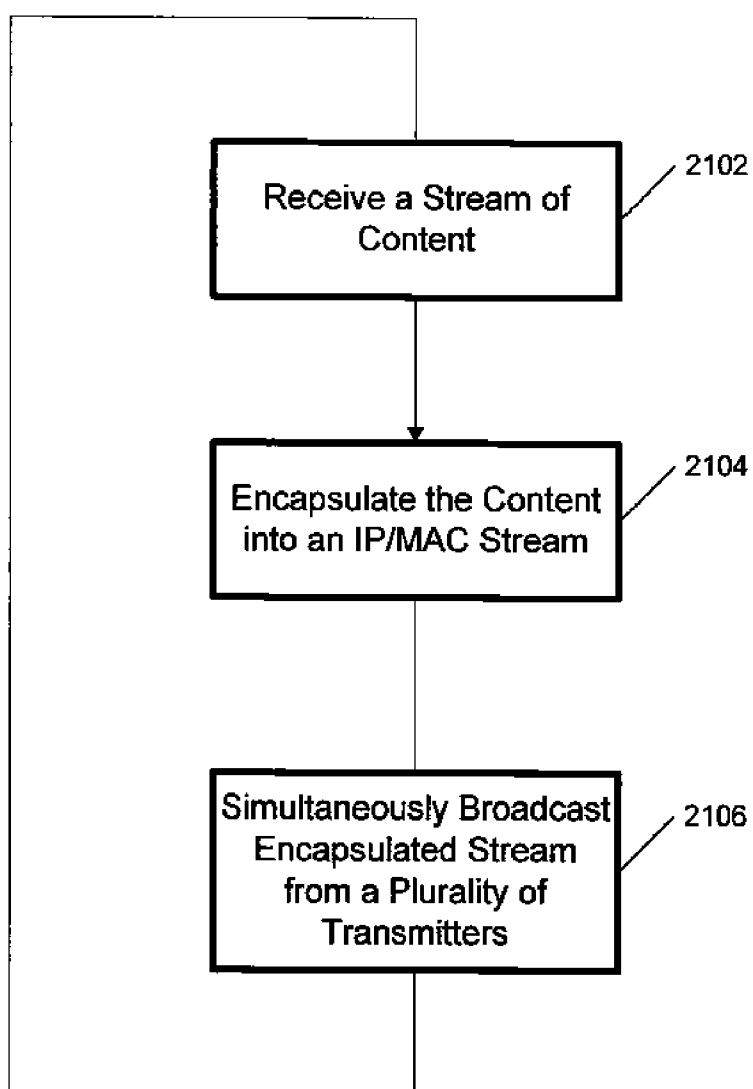 2102
Receive a Stream of
Content
2104
Encapsulate the Content
into an IP/MAC Stream
2106
Simultaneously Broadcast
Encapsulated Stream
from a Plurality of
Transmitters